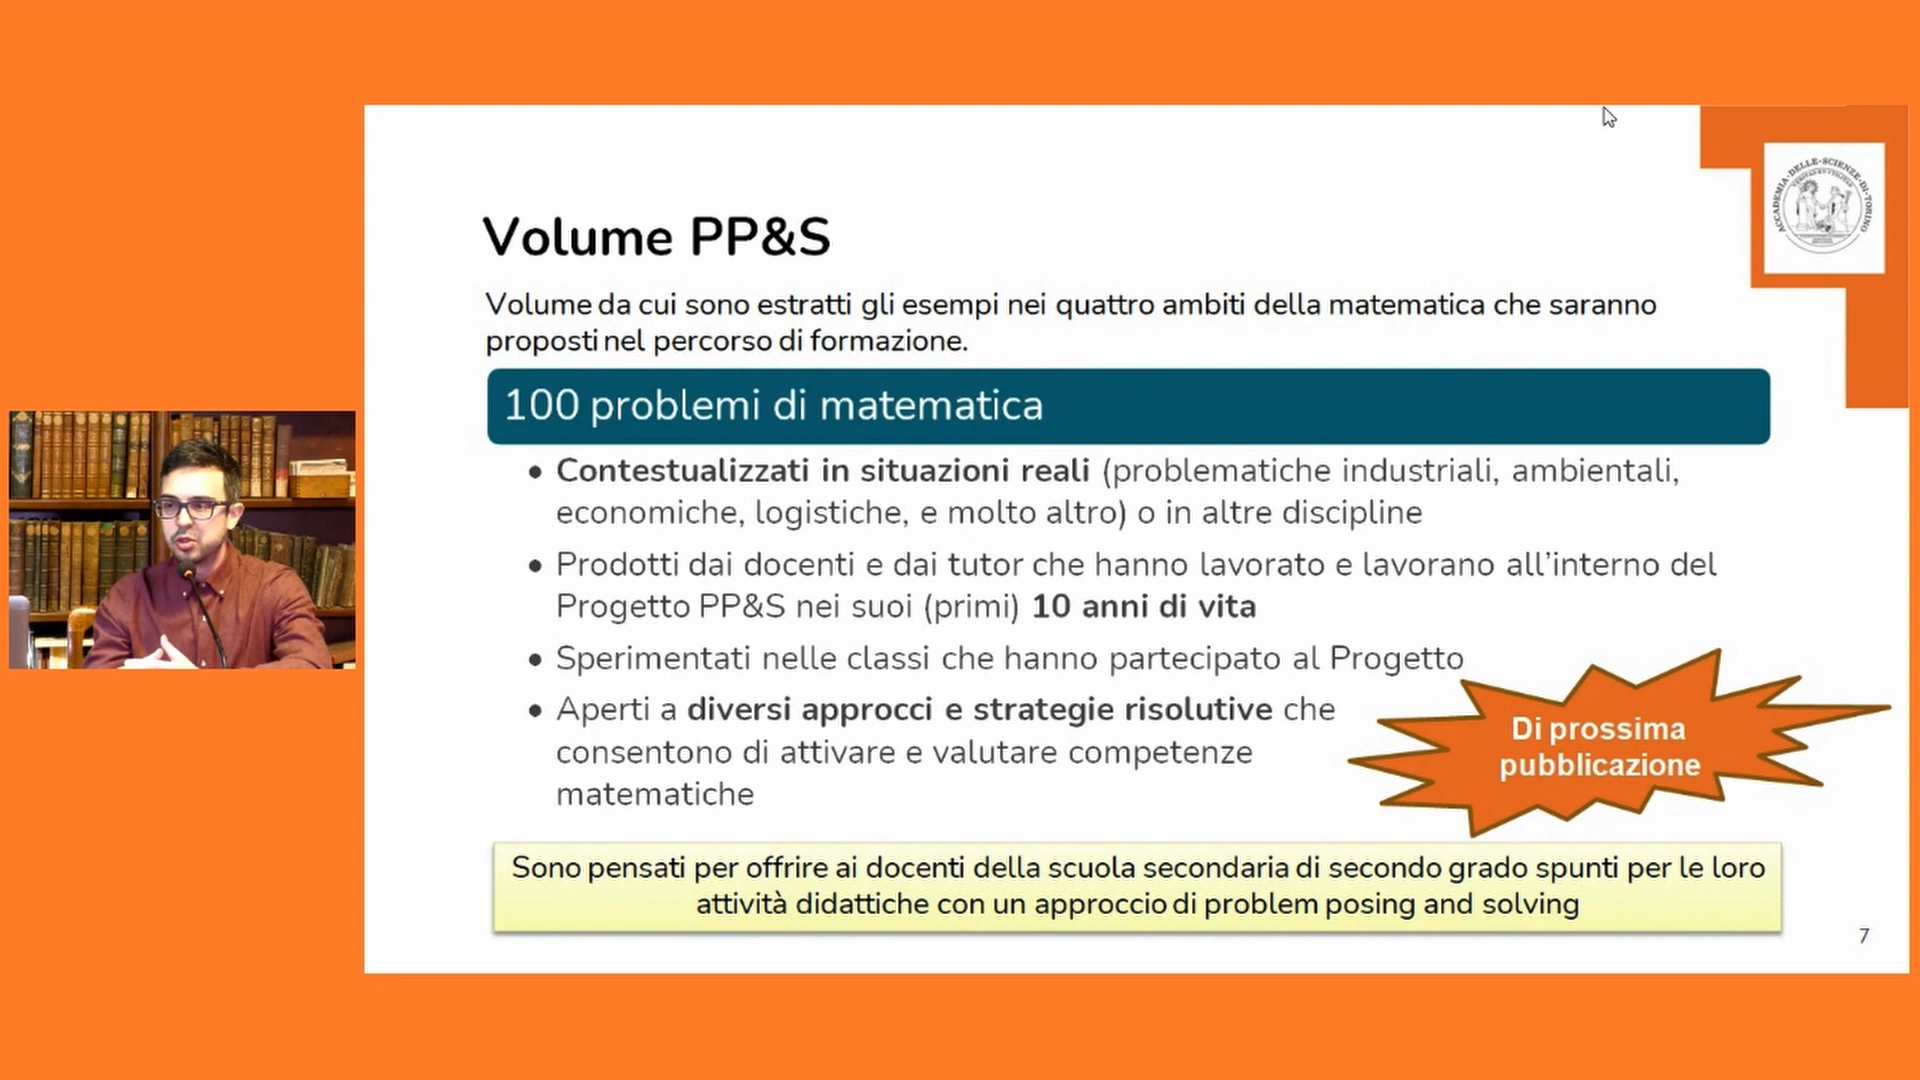 ACCADEMIA·DELLE·SCIENZE·DI·TORINO
Volume PP&S
Volume da cui sono estratti gli esempi nei quattro ambiti della matematica che saranno
proposti nel percorso di formazione.
100 problemi di matematica
• Contestualizzati in situazioni reali (problematiche industriali, ambientali,
economiche, logistiche, e molto altro) o in altre discipline
• Prodotti dai docenti e dai tutor che hanno lavorato e lavorano all’interno del
Progetto PP&S nei suoi (primi) 10 anni di vita
• Sperimentati nelle classi che hanno partecipato al Progetto
• Aperti a diversi approcci e strategie risolutive che
consentono di attivare e valutare competenze
matematiche
Di prossima
pubblicazione
Sono pensati per offrire ai docenti della scuola secondaria di secondo grado spunti per le loro
attività didattiche con un approccio di problem posing and solving
7